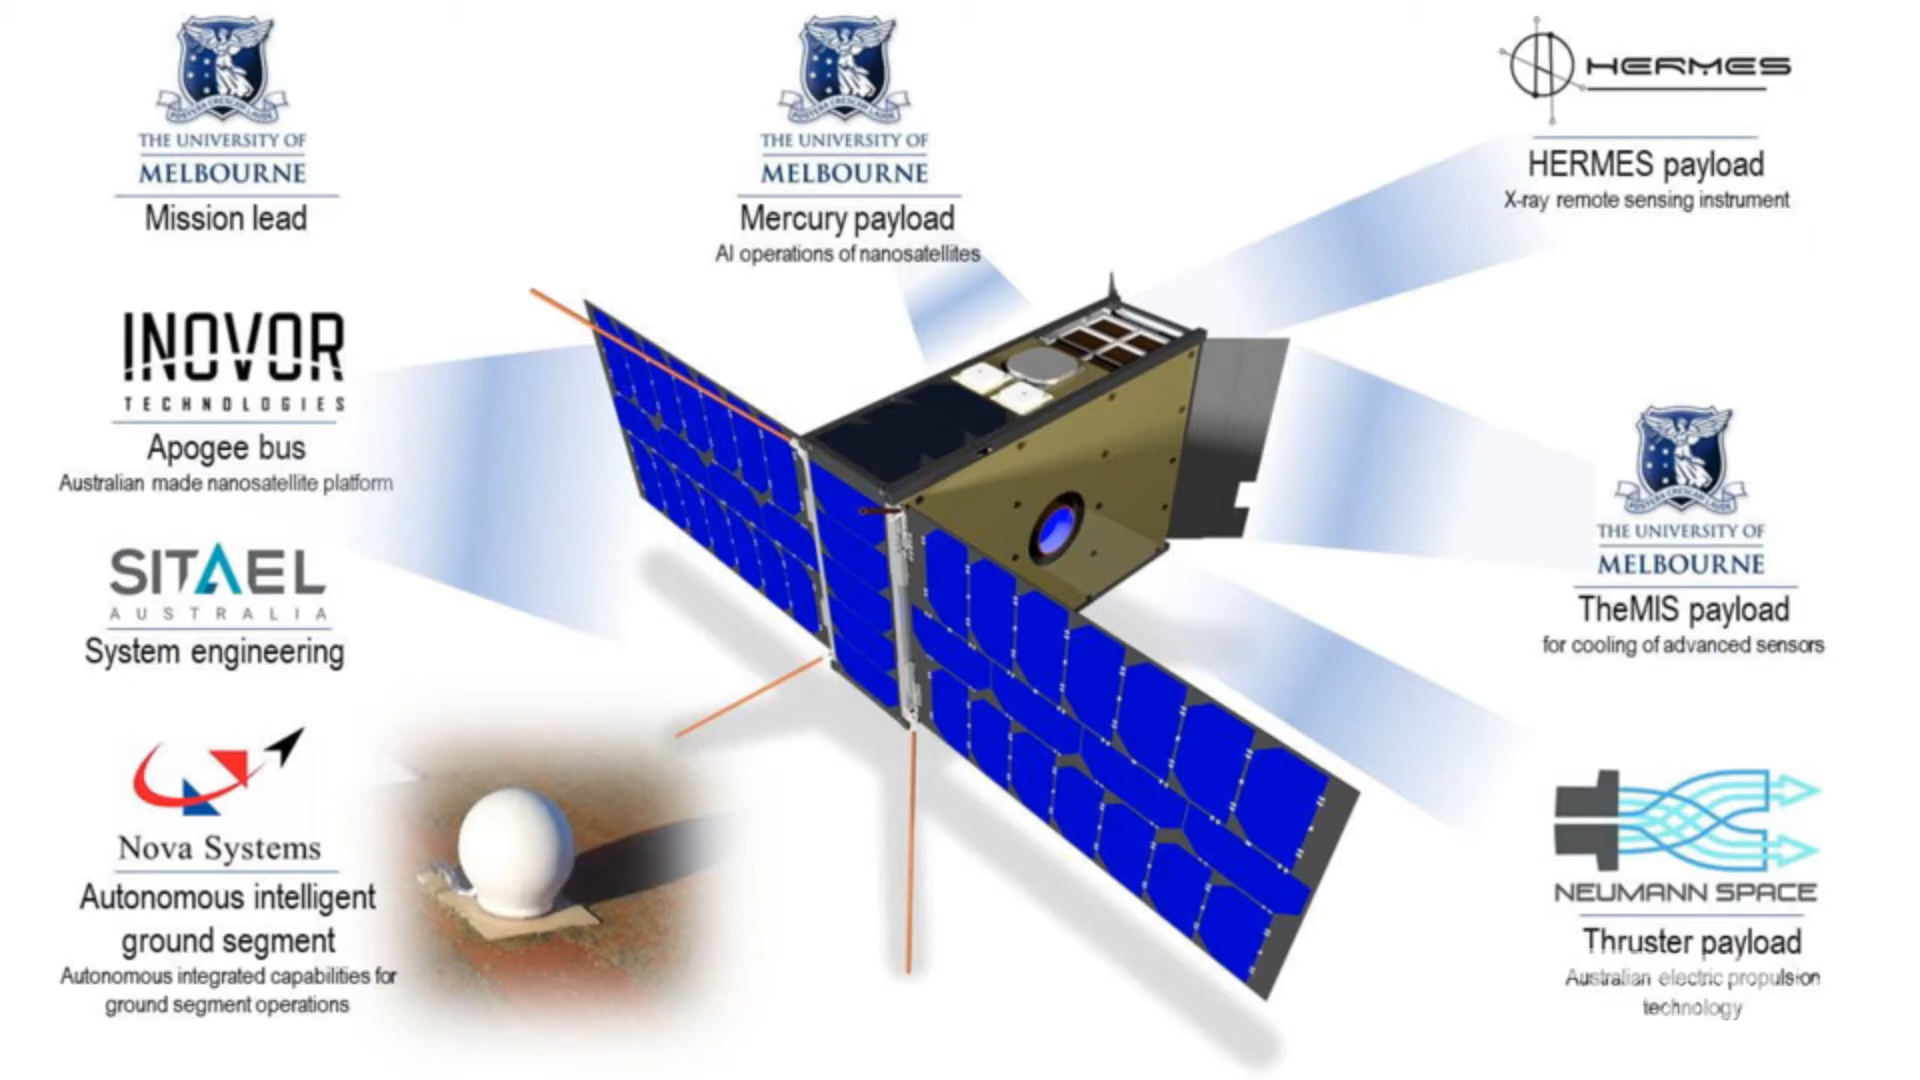 THE UNIVERSITY OF
MELBOURNE
Mission lead
THE UNIVERSITY OF
MELBOURNE
Mercury payload
AI operations of nanosatellites
HERMES
HERMES payload
X-ray remote sensing instrument
INOVOR
TECHNOLOGIES
Apogee bus
Australian made nanosatellite platform
SITAEL
AUSTRALIA
System engineering
Nova Systems
Autonomous intelligent
ground segment
Autonomous integrated capabilities for
ground segment operations
THE UNIVERSITY OF
MELBOURNE
TheMIS payload
for cooling of advanced sensors
NEUMANN SPACE
Thruster payload
Australian electric propulsion
technology